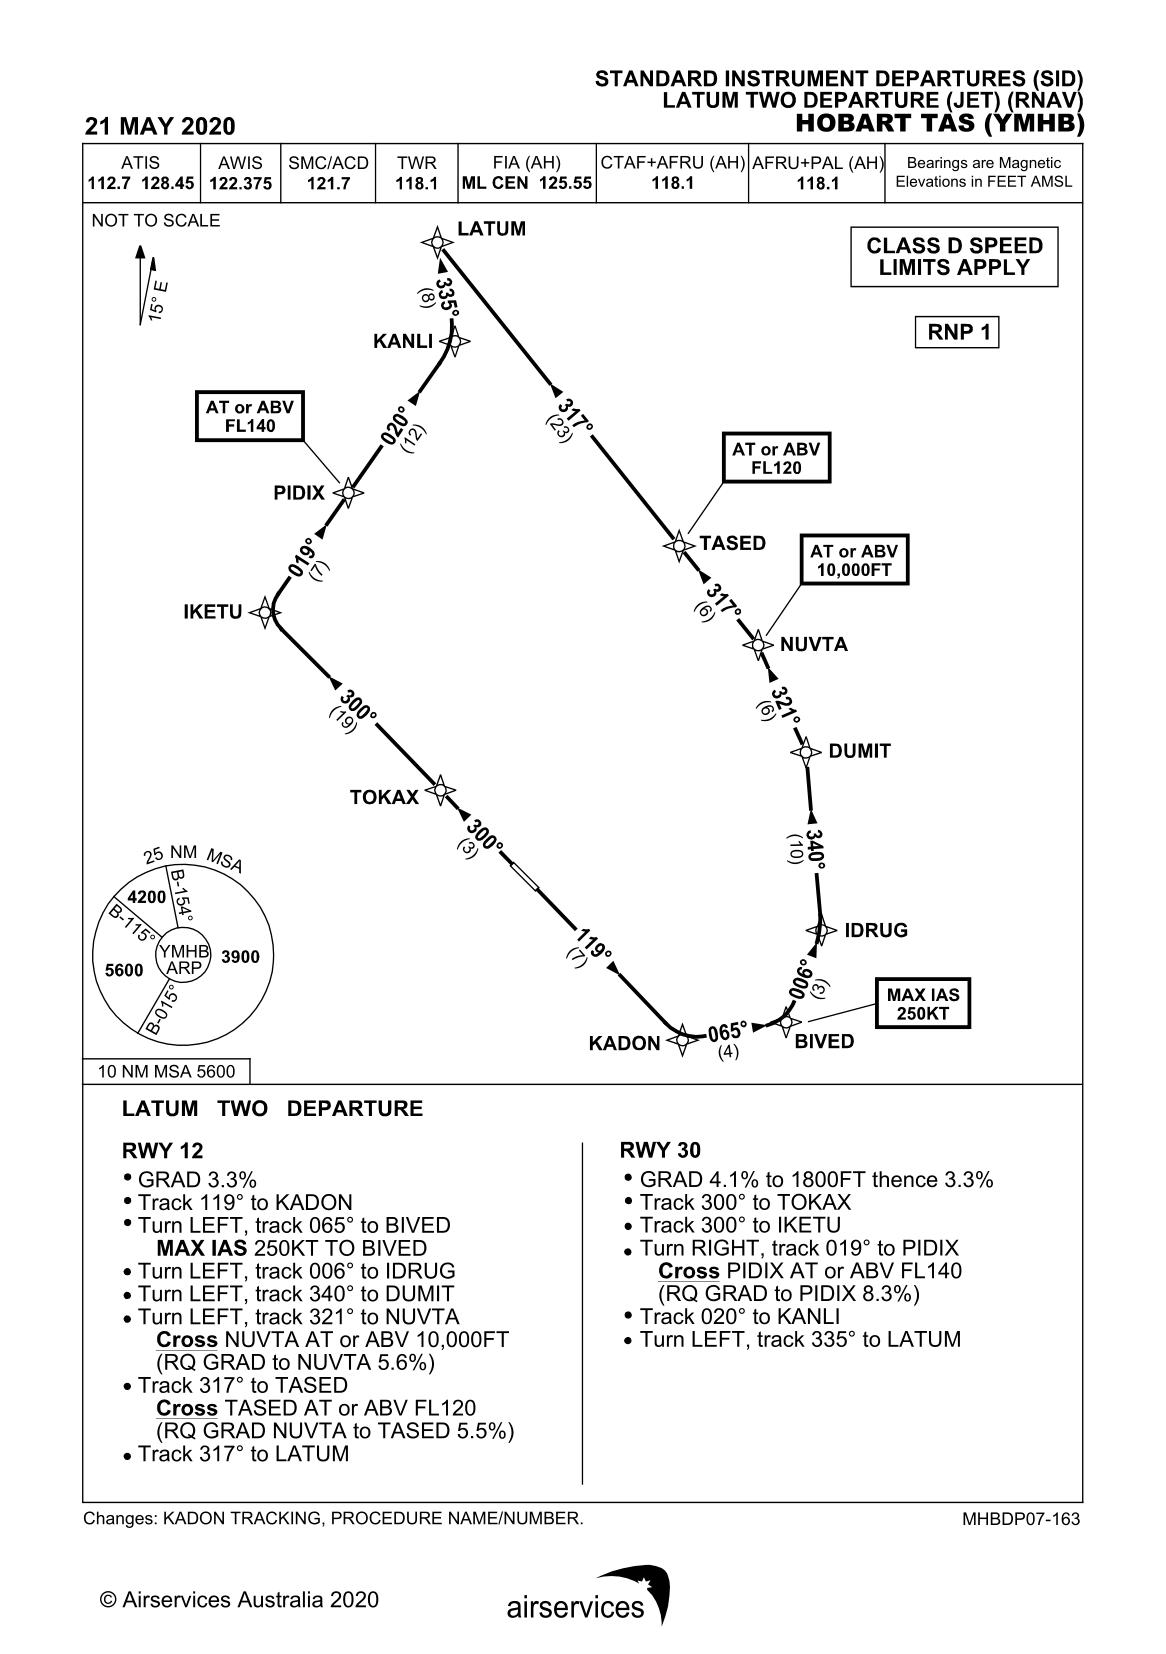 STANDARD INSTRUMENT DEPARTURES (SID)
LATUM TWO DEPARTURE (JET) (RNAV)
21 MAY 2020 HOBART TAS (YMHB)
ATIS AWIS SMC/ACD TWR FIA (AH) CTAF+AFRU (AH) AFRU+PAL (AH) Bearings are Magnetic
112.7 128.45 122.375 121.7 118.1 ML CEN 125.55 118.1 118.1 Elevations in FEET AMSL
NOT TO SCALE
15° E
LATUM
CLASS D SPEED
LIMITS APPLY
RNP 1
335°
(8)
KANLI
AT or ABV
FL140
020°
(12)
317°
(23)
AT or ABV
FL120
PIDIX
TASED
AT or ABV
10,000FT
019°
(7)
317°
(6)
IKETU
NUVTA
300°
(19)
321°
(6)
DUMIT
TOKAX
300°
(3)
340°
(10)
25 NM MSA
B-154°
4200
B-115°
YMHB
ARP
3900
5600
B-015°
119°
(7)
IDRUG
006°
(3)
MAX IAS
250KT
KADON
065°
(4)
BIVED
10 NM MSA 5600
LATUM TWO DEPARTURE
RWY 12
• GRAD 3.3%
• Track 119° to KADON
• Turn LEFT, track 065° to BIVED
MAX IAS 250KT TO BIVED
• Turn LEFT, track 006° to IDRUG
• Turn LEFT, track 340° to DUMIT
• Turn LEFT, track 321° to NUVTA
Cross NUVTA AT or ABV 10,000FT
(RQ GRAD to NUVTA 5.6%)
• Track 317° to TASED
Cross TASED AT or ABV FL120
(RQ GRAD NUVTA to TASED 5.5%)
• Track 317° to LATUM
RWY 30
• GRAD 4.1% to 1800FT thence 3.3%
• Track 300° to TOKAX
• Track 300° to IKETU
• Turn RIGHT, track 019° to PIDIX
Cross PIDIX AT or ABV FL140
(RQ GRAD to PIDIX 8.3%)
• Track 020° to KANLI
• Turn LEFT, track 335° to LATUM
Changes: KADON TRACKING, PROCEDURE NAME/NUMBER. MHBDP07-163
© Airservices Australia 2020
airservices